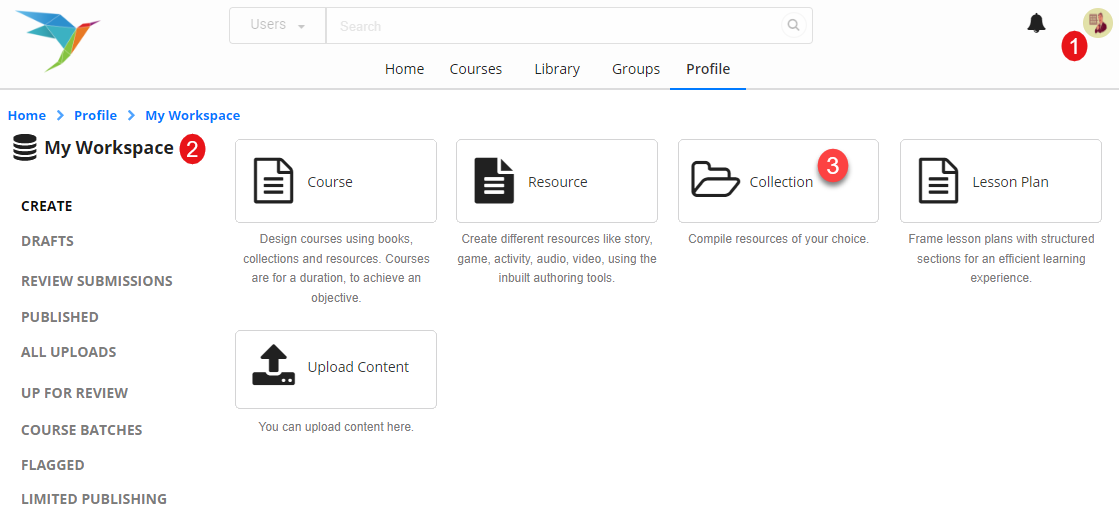 Users
Search
1
Home Courses Library Groups Profile
Home > Profile > My Workspace
My Workspace 2
CREATE
DRAFTS
REVIEW SUBMISSIONS
PUBLISHED
ALL UPLOADS
UP FOR REVIEW
COURSE BATCHES
FLAGGED
LIMITED PUBLISHING
Course
Design courses using books,
collections and resources. Courses
are for a duration, to achieve an
objective.
Resource
Create different resources like story,
game, activity, audio, video, using the
inbuilt authoring tools.
Collection 3
Compile resources of your choice.
Lesson Plan
Frame lesson plans with structured
sections for an efficient learning
experience.
Upload Content
You can upload content here.